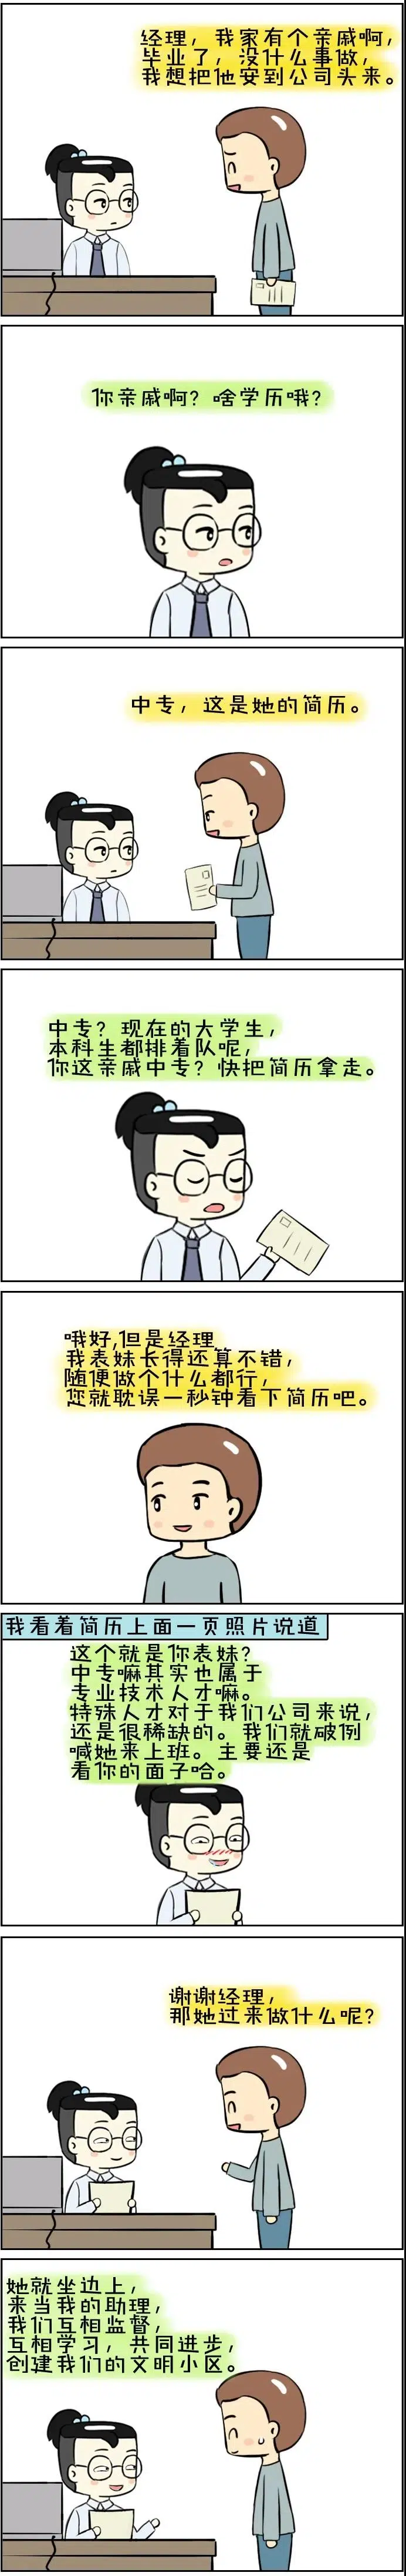 经理，我家有个亲戚啊，
毕业了，没什么事做，
我想把他安到公司头来。
你亲戚啊？啥学历哦？
中专，这是她的简历。
中专？现在的大学生，
本科生都排着队呢，
你这亲戚中专？快把简历拿走。
哦好,但是经理
我表妹长得还算不错，
随便做个什么都行，
您就耽误一秒钟看下简历吧。
我看着简历上面一页照片说道
这个就是你表妹？
中专嘛其实也属于
专业技术人才嘛。
特殊人才对于我们公司来说，
还是很稀缺的。我们就破例
喊她来上班。主要还是
看你的面子哈。
谢谢经理，
那她过来做什么呢？
她就坐边上，
来当我的助理，
我们互相监督，
互相学习，共同进步，
创建我们的文明小区。